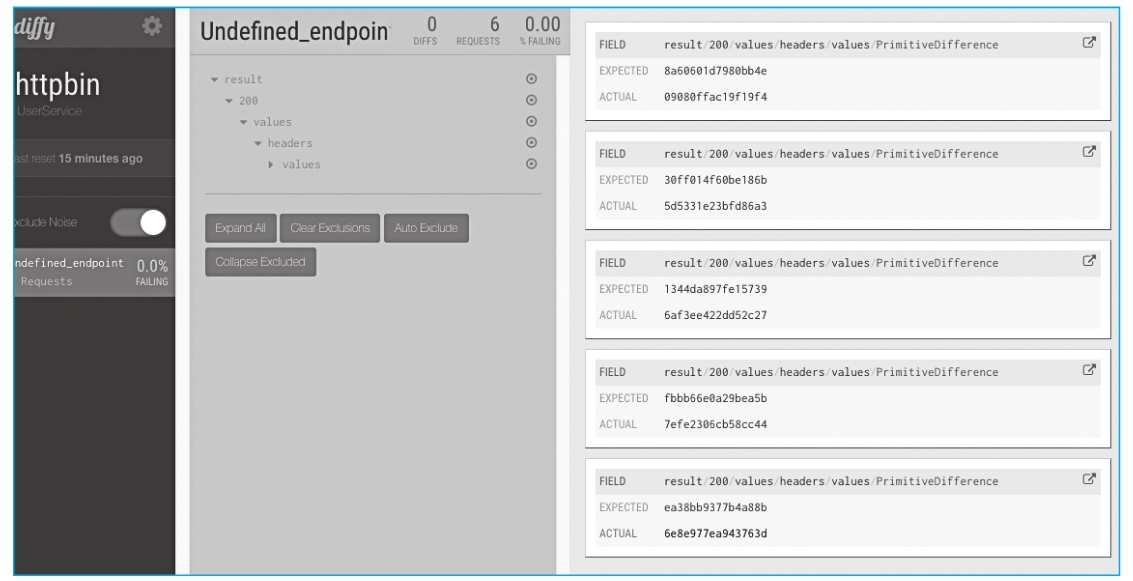 diffy
httpbin
UserService
ast reset 15 minutes ago
xclude Noise
ndefined_endpoint 0.0%
Requests FAILING
Undefined_endpoin 0 6 0.00
DIFFS REQUESTS % FAILING
result
200
values
headers
values
Expand All Clear Exclusions Auto Exclude
Collapse Excluded
FIELD result/200/values/headers/values/PrimitiveDifference
EXPECTED 8a60601d7980bb4e
ACTUAL 09080ffac19f19f4
FIELD result/200/values/headers/values/PrimitiveDifference
EXPECTED 30ff014f60be186b
ACTUAL 5d5331e23bfd86a3
FIELD result/200/values/headers/values/PrimitiveDifference
EXPECTED 1344da897fe15739
ACTUAL 6af3ee422dd52c27
FIELD result/200/values/headers/values/PrimitiveDifference
EXPECTED fbbb66e0a29bea5b
ACTUAL 7efe2306cb58cc44
FIELD result/200/values/headers/values/PrimitiveDifference
EXPECTED ea38bb9377b4a88b
ACTUAL 6e8e977ea943763d